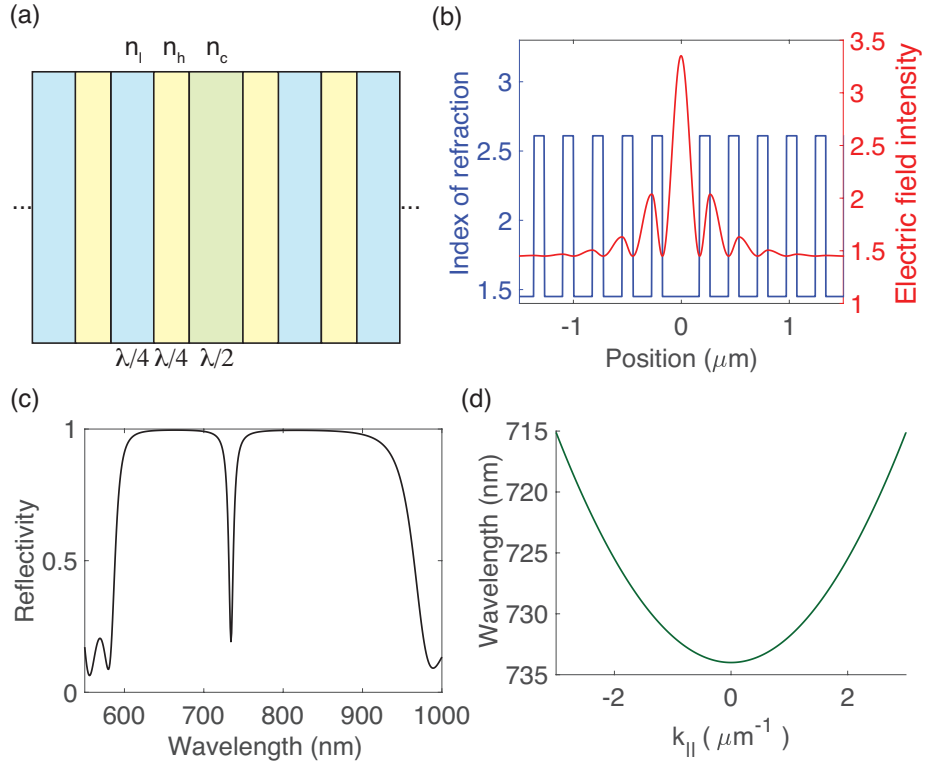 (a)
n_l n_h n_c
... ...
λ/4 λ/4 λ/2
(b)
Index of refraction
3
2.5
2
1.5
-1 0 1
Position (μm)
3.5
3
2.5
2
1.5
1
Electric field intensity
(c)
Reflectivity
1
0.5
0
600 700 800 900 1000
Wavelength (nm)
(d)
Wavelength (nm)
715
720
725
730
735
-2 0 2
k_|| ( μm^-1)